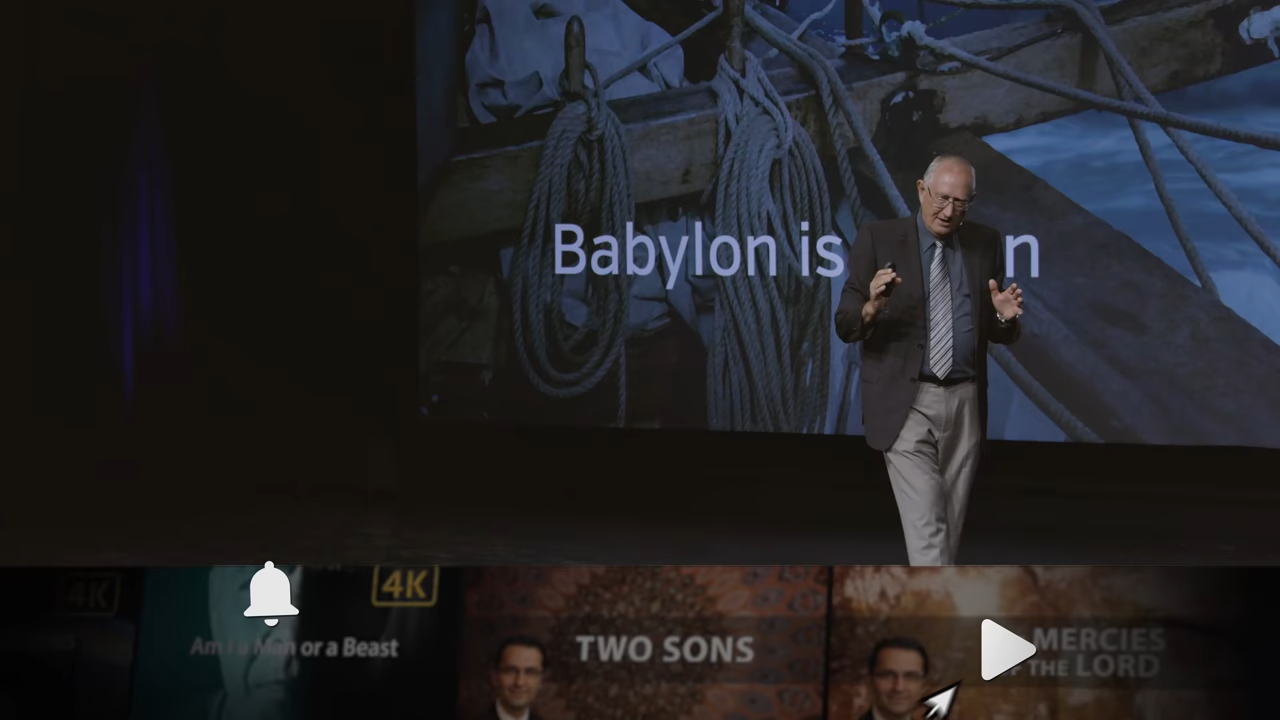 Babylon is n
4K
4K
Am I a Man or a Beast
TWO SONS
MERCIES
THE LORD